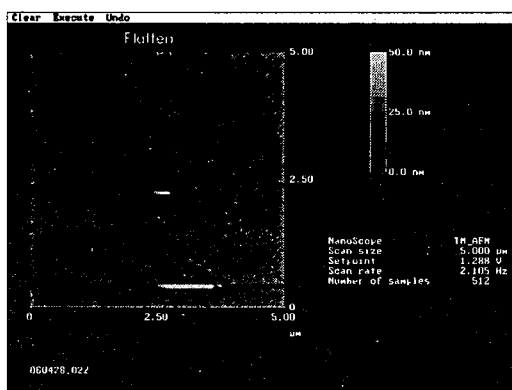 Clear Execute Undo
Flatten
5.00
2.50
0
0 2.50 5.00
μm
50.0 nm
25.0 nm
0.0 nm
NanoScope TM_AFM
Scan size 5.000 μm
Setpoint 1.288 V
Scan rate 2.105 Hz
Number of samples 512
060428.022